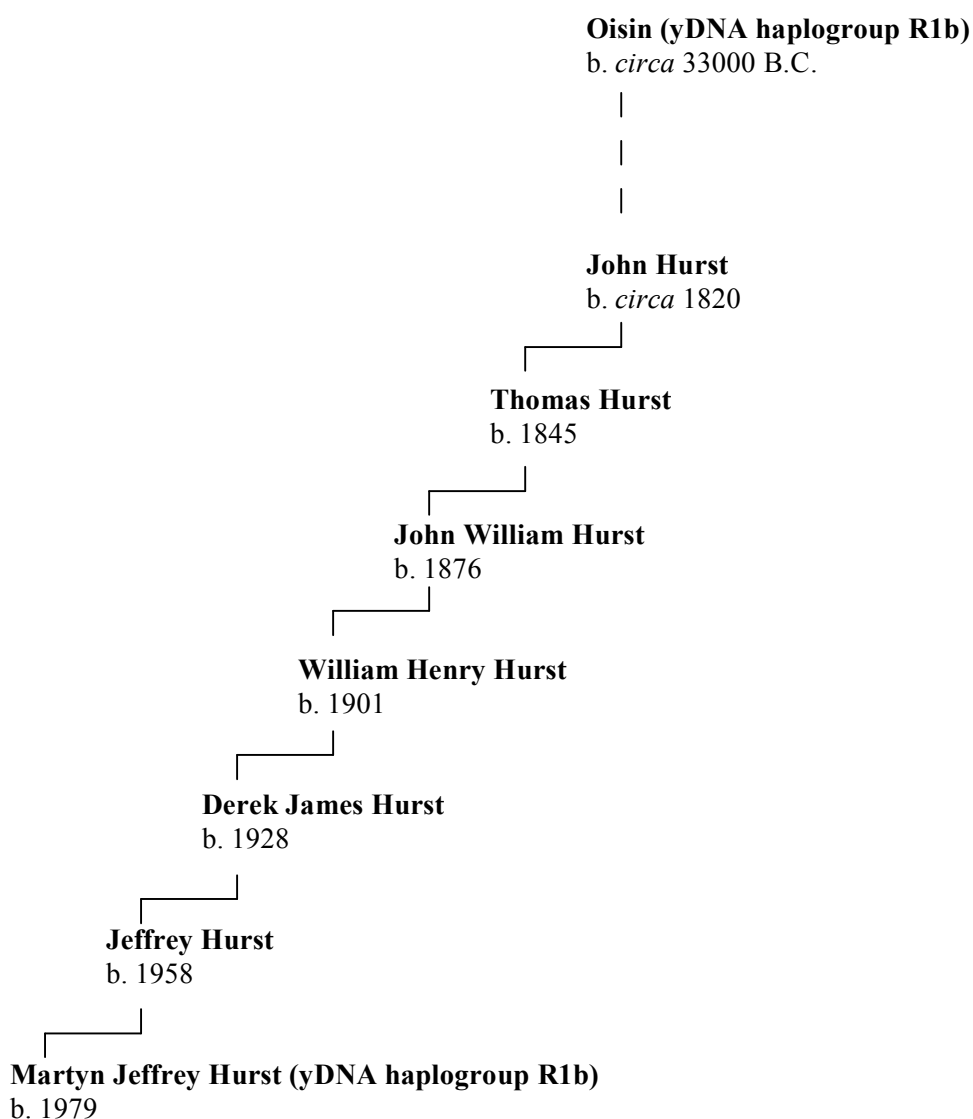 Oisin (yDNA haplogroup R1b)
b. circa 33000 B.C.
John Hurst
b. circa 1820
Thomas Hurst
b. 1845
John William Hurst
b. 1876
William Henry Hurst
b. 1901
Derek James Hurst
b. 1928
Jeffrey Hurst
b. 1958
Martyn Jeffrey Hurst (yDNA haplogroup R1b)
b. 1979